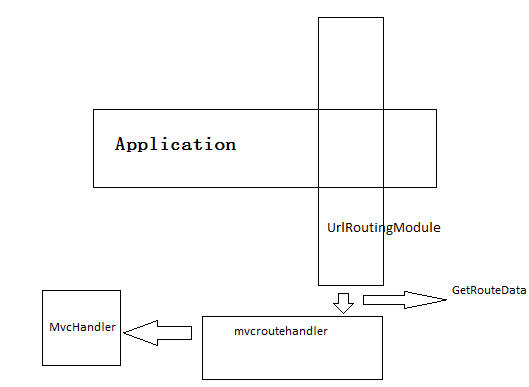 Application
UrlRoutingModule
GetRouteData
MvcHandler
mvcroutehandler